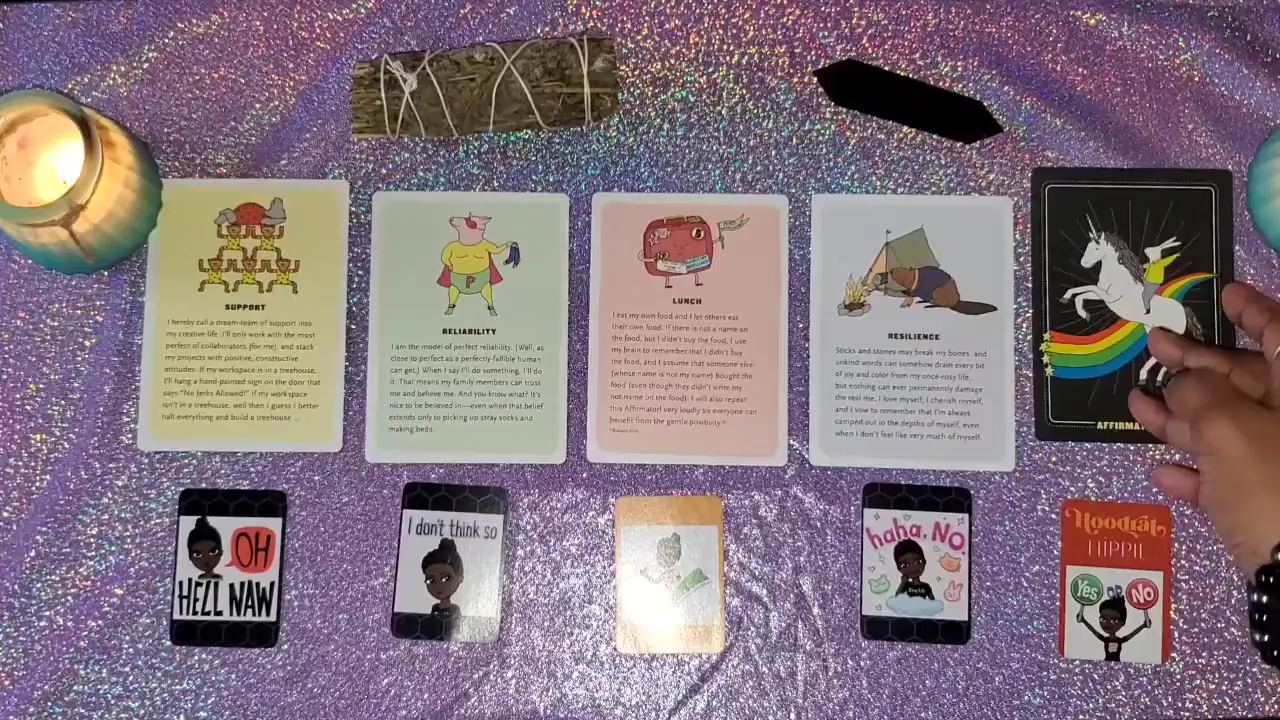 SUPPORT
I hereby call a dream-team of support into
my creative life. I'll only work with the most
perfect of collaborators (for me), and stack
my projects with positive, constructive
attitudes. If my workspace is in a treehouse,
I'll hang a hand-painted sign on the door that
says "No Jerks Allowed!" If my workspace
isn't in a treehouse, well then I guess I better
halt everything and build a treehouse ...
P
RELIABILITY
I am the model of perfect reliability. (Well, as
close to perfect as a perfectly-fallible human
can get.) When I say I'll do something, I'll do
it. That means my family members can trust
me and believe me. And you know what? It's
nice to be believed in—even when that belief
extends only to picking up stray socks and
making beds.
LUNCH
I eat my own food and I let others eat
their own food. If there is not a name on
the food, but I didn't buy the food, I use
my brain to remember that I didn't buy
the food, and I assume that someone else
(whose name is not my name) bought the
food (even though they didn't write my
not name on the food). I will also repeat
this Affirmator! very loudly so everyone can
benefit from the gentle positivity.*
RESILIENCE
Sticks and stones may break my bones, and
unkind words can somehow drain every bit
of joy and color from my once-rosy life,
but nothing can ever permanently damage
the real me. I love myself, I cherish myself,
and I vow to remember that I'm always
camped out in the depths of myself, even
when I don't feel like very much of myself.
AFFIRMAT
OH
HELL NAW
I don't think so
haha, NO.
Hoodrat
HIPPIE
Yes OR No